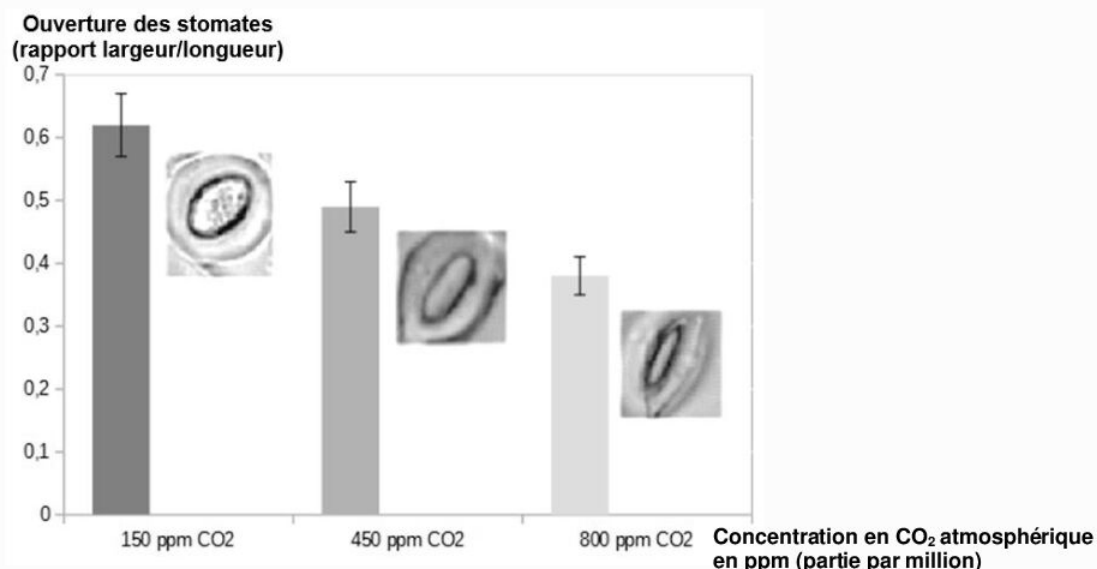 Ouverture des stomates
(rapport largeur/longueur)
0,7
0,6
0,5
0,4
0,3
0,2
0,1
0
150 ppm CO2
450 ppm CO2
800 ppm CO2
Concentration en CO₂ atmosphérique
en ppm (partie par million)